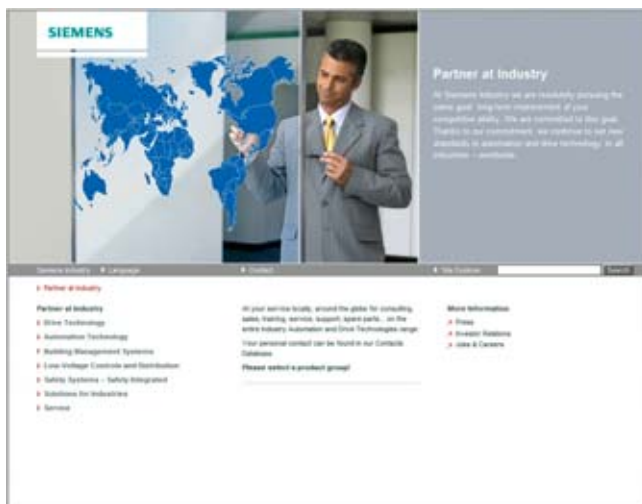 SIEMENS
Partner at Industry
At Siemens Industry we are resolutely pursuing the
same goal: long-term improvement of your
competitive ability. We are committed to this goal.
Thanks to our commitment, we continue to set new
standards in automation and drive technology. In all
industries – worldwide.
Siemens Industry Language Contact Site Explorer Search
Partner at Industry
Partner at Industry
Drive Technology
Automation Technology
Building Management Systems
Low-Voltage Controls and Distribution
Safety Systems – Safety Integrated
Solutions for Industries
Service
At your service locally, around the globe for consulting,
sales, training, service, support, spare parts... on the
entire Industry Automation and Drive Technologies range.
Your personal contact can be found in our Contacts
Database.
Please select a product group!
More Information
Press
Investor Relations
Jobs & Careers